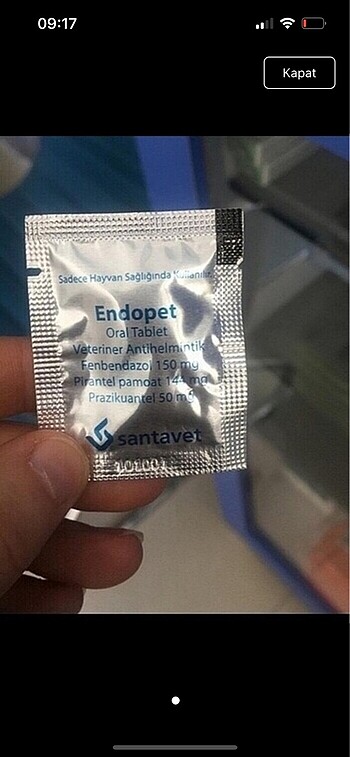 09:17
Kapat
Sadece Hayvan Sağlığında Kullanılır.
Endopet
Oral Tablet
Veteriner Antihelmintik
Fenbendazol 150 mg
Pirantel pamoat 144 mg
Prazikuantel 50 mg
santavet